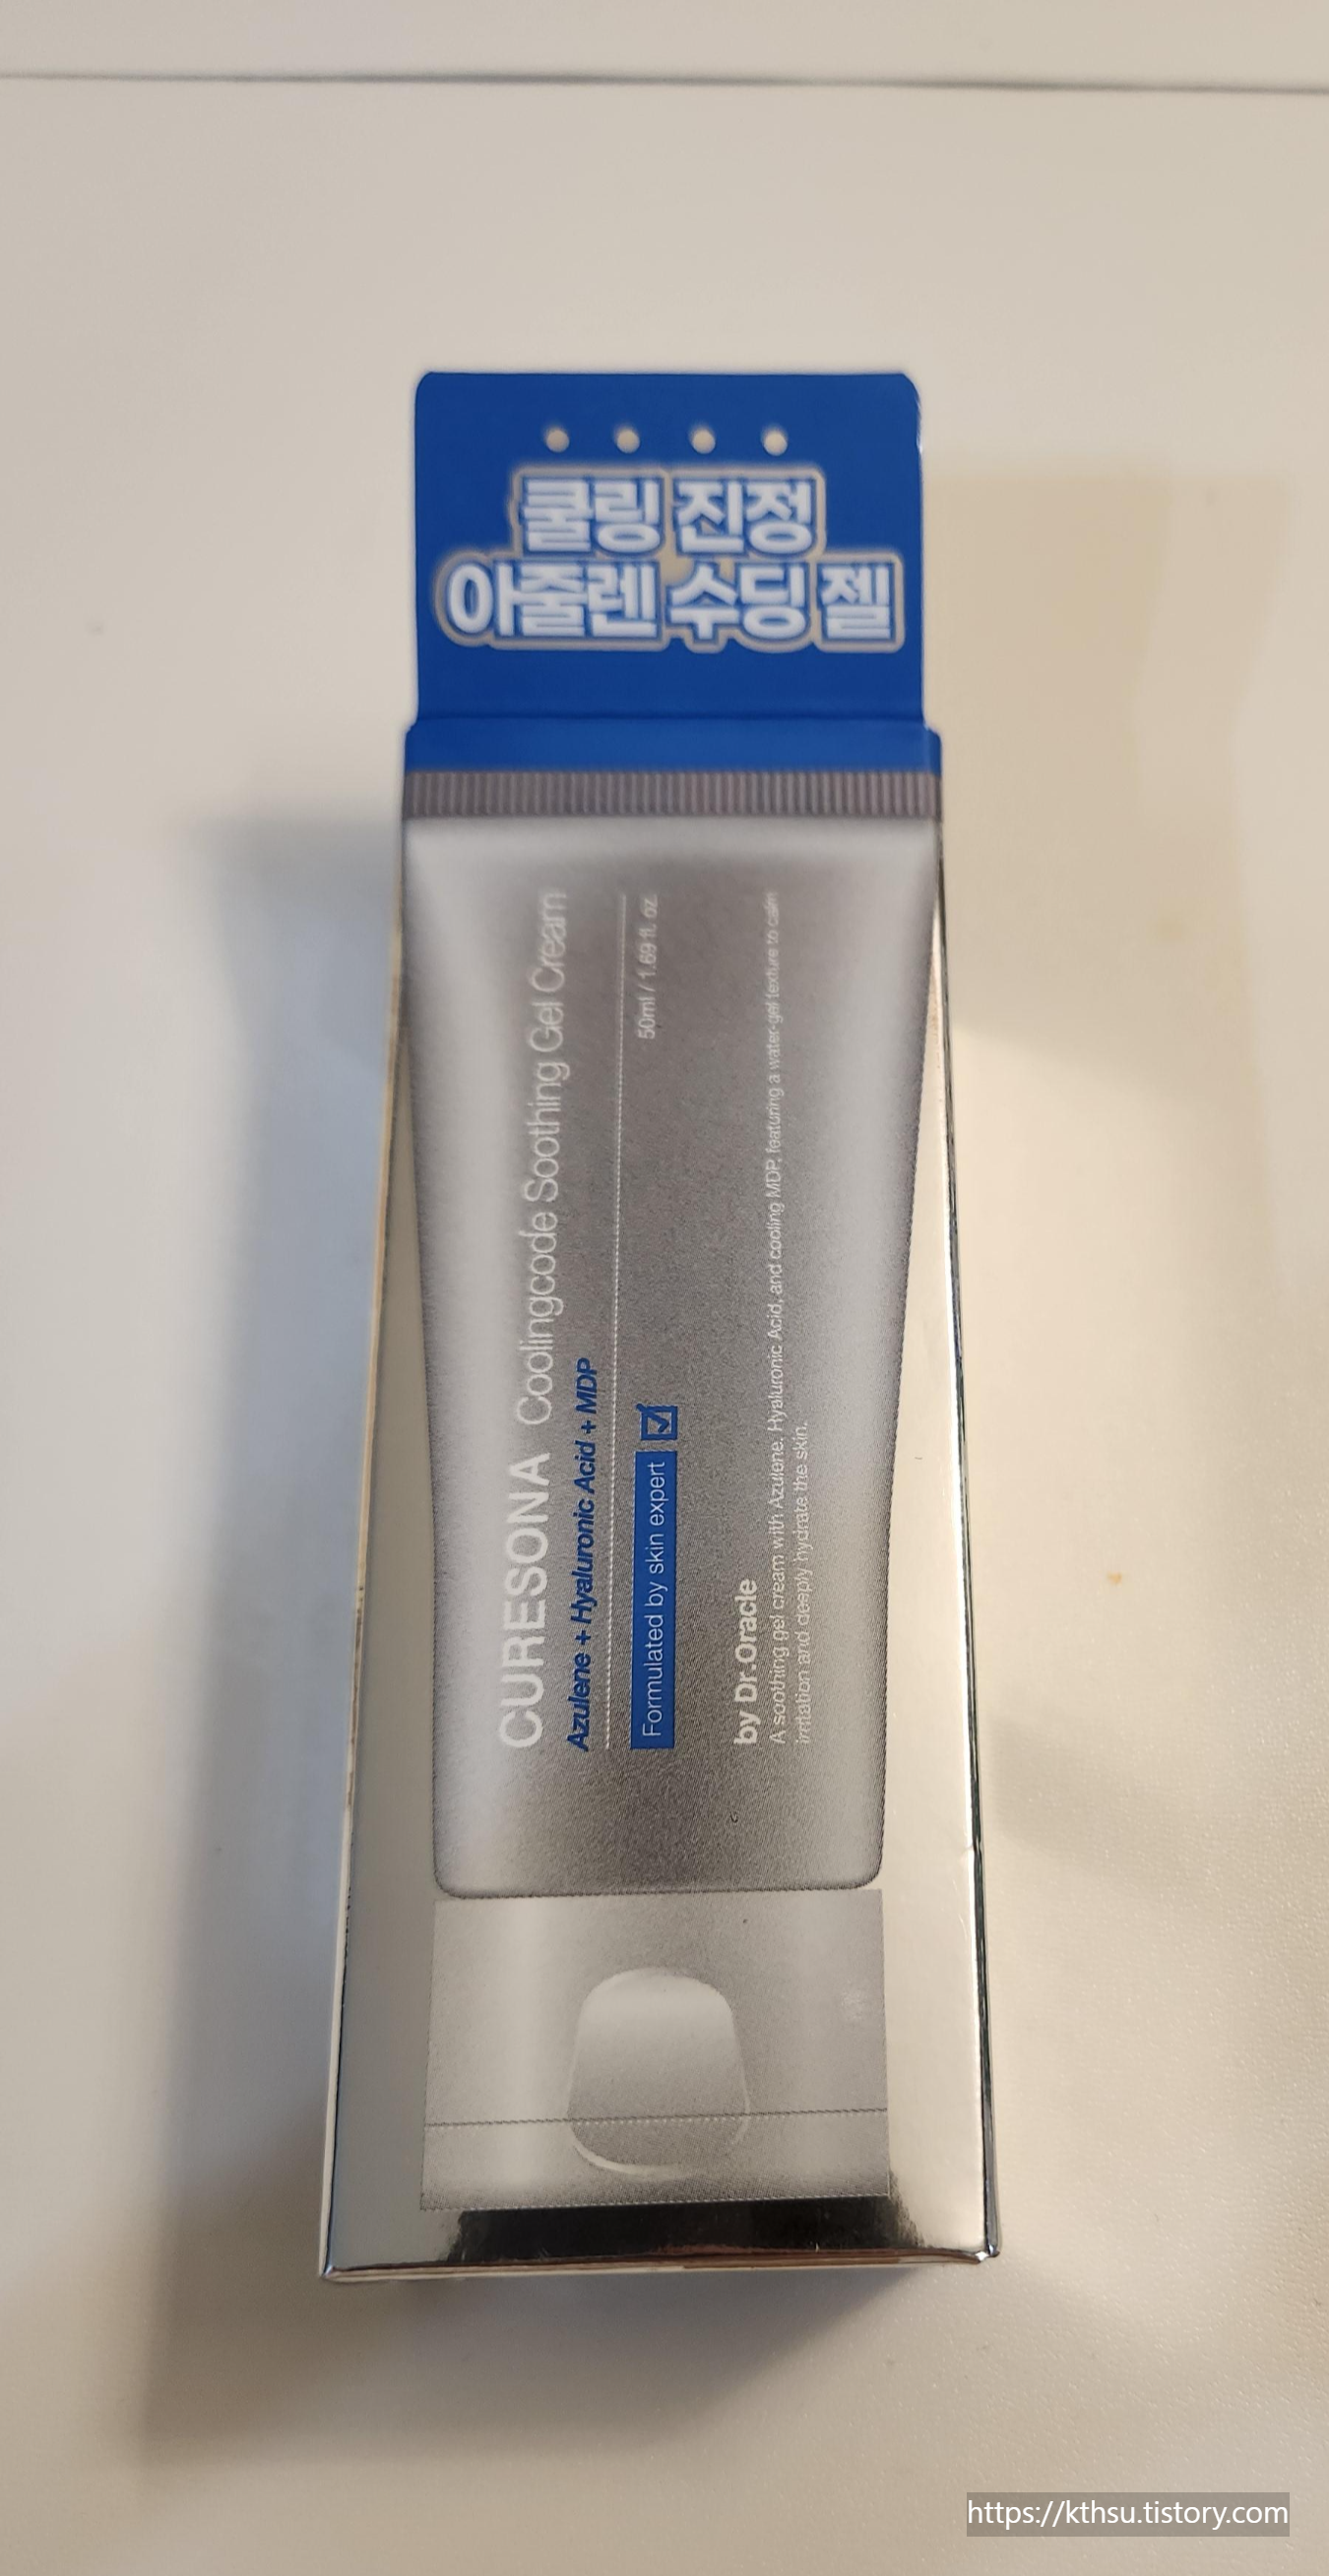 쿨링 진정
아줄렌 수딩 젤
CURESONA Coolingcode Soothing Gel Cream
Azulene + Hyaluronic Acid + MDP
50ml / 1.69 fl. oz.
Formulated by skin expert
by Dr.Oracle
A soothing gel cream with Azulene, Hyaluronic Acid, and cooling MDP, featuring a water-gel texture to calm
irritation and deeply hydrate the skin.
https://kthsu.tistory.com